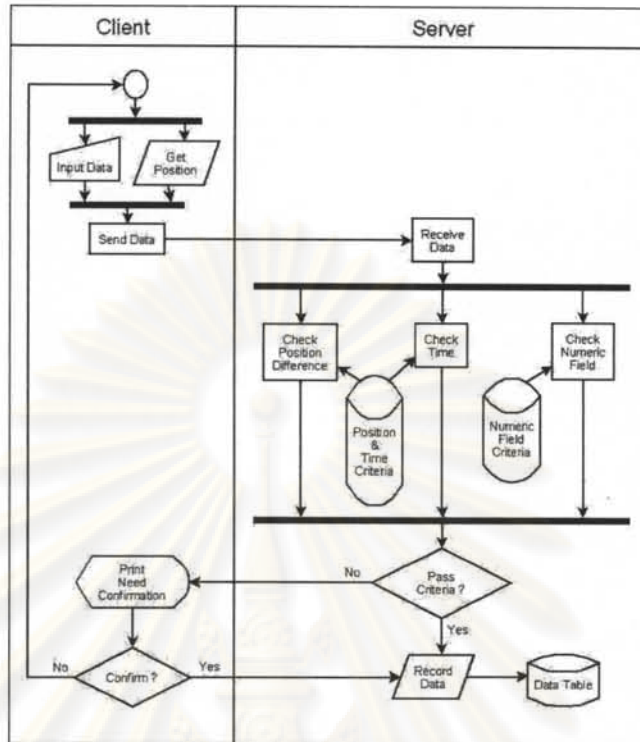 Client
Server
Input Data
Get
Position
Send Data
Receive
Data
Check
Position
Difference
Check
Time
Check
Numeric
Field
Position
&
Time
Criteria
Numeric
Field
Criteria
Print
Need
Confirmation
No
Pass
Criteria ?
Yes
No
Confirm ?
Yes
Record
Data
Data Table